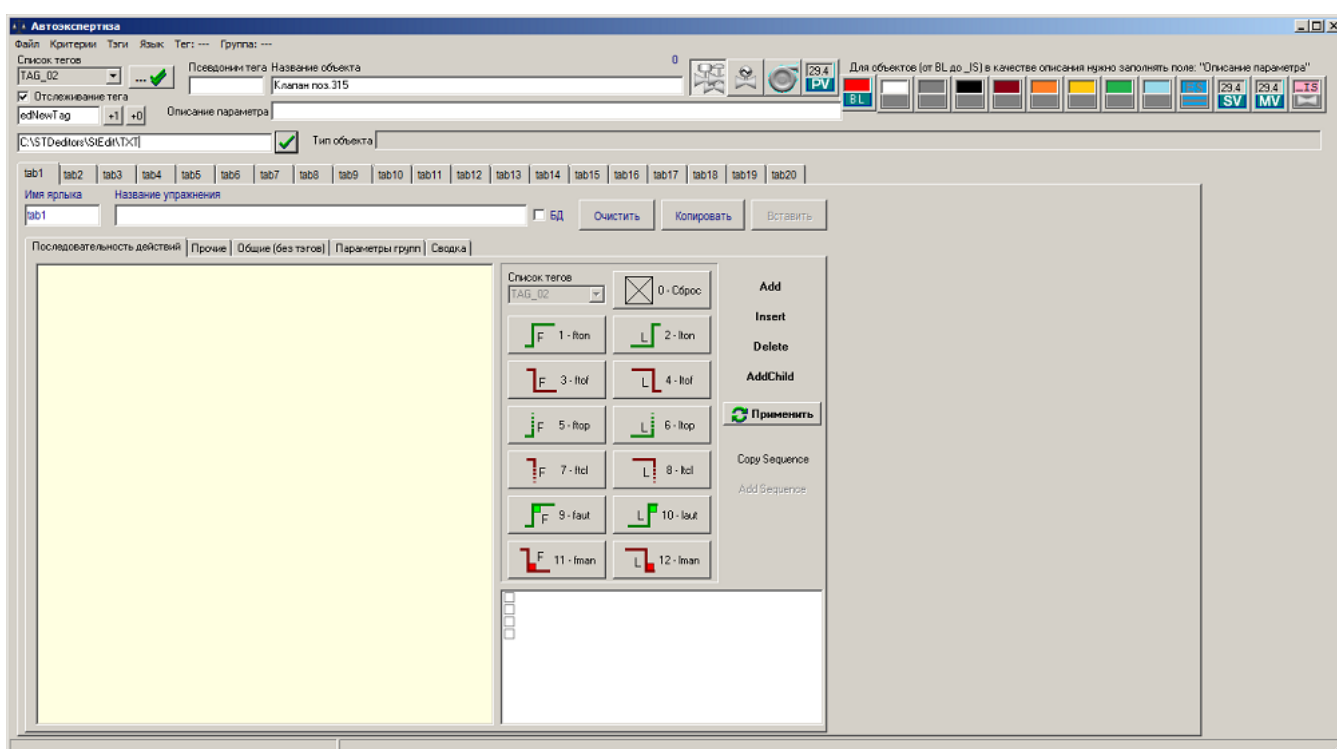 Автоэкспертиза
Файл Критерии Тэги Язык Тег: --- Группа: ---
Список тегов
TAG_02
...
Псевдоним тега Название объекта
0
Клапан поз.315
29.4
PV
Для объектов (от BL до _IS) в качестве описания нужно заполнять поле: "Описание параметра"
BL
29.4
SV
29.4
MV
_IS
Отслеживание тега
edNewTag
+1 +0
Описание параметра
C:\STDeditors\StEdit\TXT
Тип объекта
tab1 tab2 tab3 tab4 tab5 tab6 tab7 tab8 tab9 tab10 tab11 tab12 tab13 tab14 tab15 tab16 tab17 tab18 tab19 tab20
Имя ярлыка Название упражнения
tab1
БД Очистить Копировать Вставить
Последовательность действий Прочие Общие (без тэгов) Параметры групп Сводка
Список тегов
TAG_02
0 - Сброс
Add
Insert
F 1 - fton L 2 - lton
Delete
F 3 - ftof L 4 - ltof
AddChild
Применить
F 5 - ftop L 6 - ltop
F 7 - ftcl L 8 - ltcl
Copy Sequence
Add Sequence
F 9 - faut L 10 - laut
F 11 - fman L 12 - lman